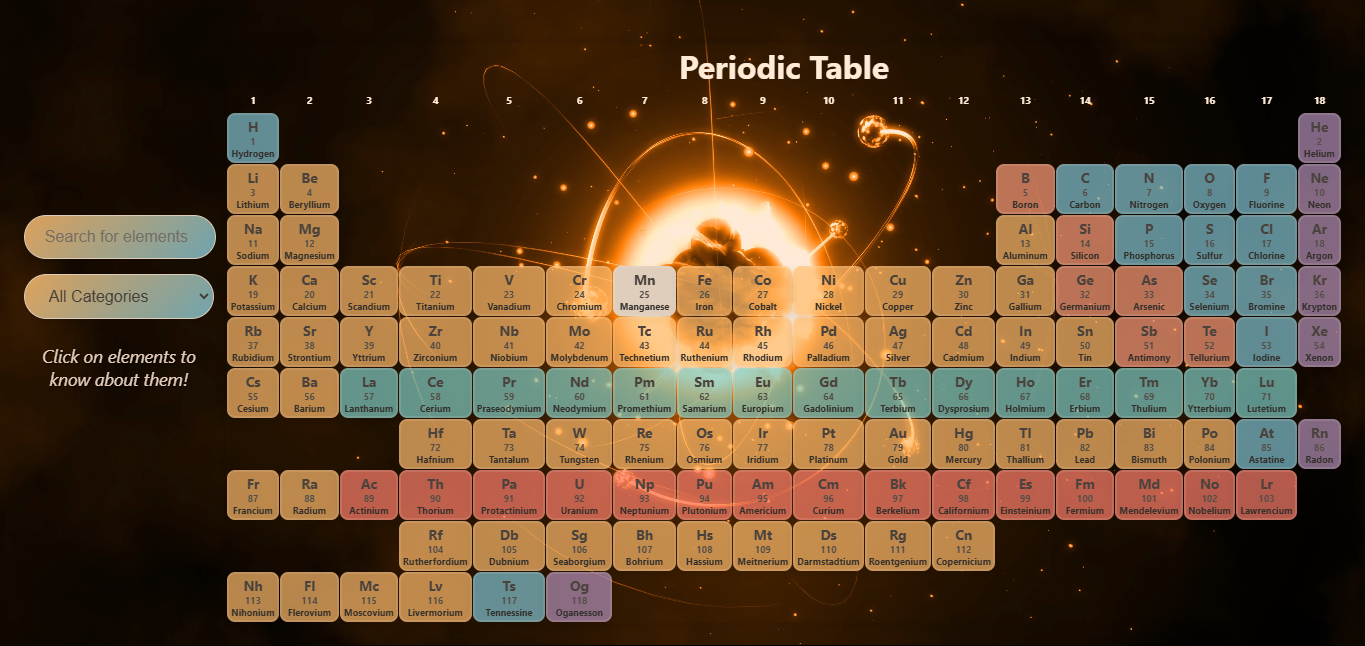 Periodic Table
1 2 3 4 5 6 7 8 9 10 11 12 13 14 15 16 17 18
H He
1 2
Hydrogen Helium
Li Be B C N O F Ne
3 4 5 6 7 8 9 10
Lithium Beryllium Boron Carbon Nitrogen Oxygen Fluorine Neon
Search for elements
Na Mg Al Si P S Cl Ar
11 12 13 14 15 16 17 18
Sodium Magnesium Aluminum Silicon Phosphorus Sulfur Chlorine Argon
All Categories
K Ca Sc Ti V Cr Mn Fe Co Ni Cu Zn Ga Ge As Se Br Kr
19 20 21 22 23 24 25 26 27 28 29 30 31 32 33 34 35 36
Potassium Calcium Scandium Titanium Vanadium Chromium Manganese Iron Cobalt Nickel Copper Zinc Gallium Germanium Arsenic Selenium Bromine Krypton
Click on elements to
know about them!
Rb Sr Y Zr Nb Mo Tc Ru Rh Pd Ag Cd In Sn Sb Te I Xe
37 38 39 40 41 42 43 44 45 46 47 48 49 50 51 52 53 54
Rubidium Strontium Yttrium Zirconium Niobium Molybdenum Technetium Ruthenium Rhodium Palladium Silver Cadmium Indium Tin Antimony Tellurium Iodine Xenon
Cs Ba La Ce Pr Nd Pm Sm Eu Gd Tb Dy Ho Er Tm Yb Lu
55 56 57 58 59 60 61 62 63 64 65 66 67 68 69 70 71
Cesium Barium Lanthanum Cerium Praseodymium Neodymium Promethium Samarium Europium Gadolinium Terbium Dysprosium Holmium Erbium Thulium Ytterbium Lutetium
Hf Ta W Re Os Ir Pt Au Hg Tl Pb Bi Po At Rn
72 73 74 75 76 77 78 79 80 81 82 83 84 85 86
Hafnium Tantalum Tungsten Rhenium Osmium Iridium Platinum Gold Mercury Thallium Lead Bismuth Polonium Astatine Radon
Fr Ra Ac Th Pa U Np Pu Am Cm Bk Cf Es Fm Md No Lr
87 88 89 90 91 92 93 94 95 96 97 98 99 100 101 102 103
Francium Radium Actinium Thorium Protactinium Uranium Neptunium Plutonium Americium Curium Berkelium Californium Einsteinium Fermium Mendelevium Nobelium Lawrencium
Rf Db Sg Bh Hs Mt Ds Rg Cn
104 105 106 107 108 109 110 111 112
Rutherfordium Dubnium Seaborgium Bohrium Hassium Meitnerium Darmstadtium Roentgenium Copernicium
Nh Fl Mc Lv Ts Og
113 114 115 116 117 118
Nihonium Flerovium Moscovium Livermorium Tennessine Oganesson